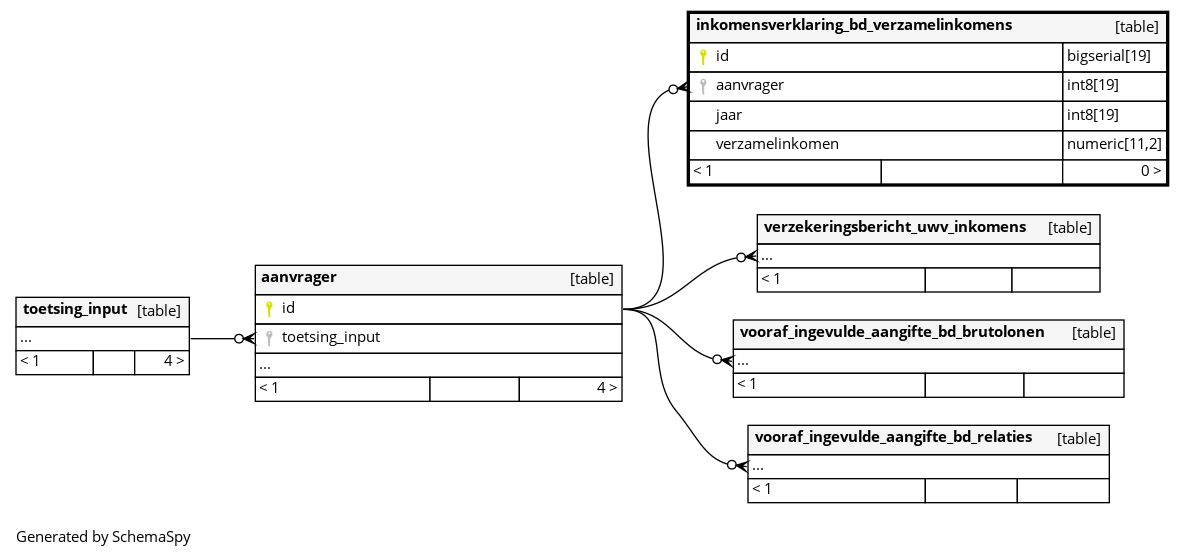 inkomensverklaring_bd_verzamelinkomens [table]
id bigserial[19]
aanvrager int8[19]
jaar int8[19]
verzamelinkomen numeric[11,2]
< 1 0 >
verzekeringsbericht_uwv_inkomens [table]
...
< 1
aanvrager [table]
id
toetsing_input
...
< 1 4 >
toetsing_input [table]
...
< 1 4 >
vooraf_ingevulde_aangifte_bd_brutolonen [table]
...
< 1
vooraf_ingevulde_aangifte_bd_relaties [table]
...
< 1
Generated by SchemaSpy